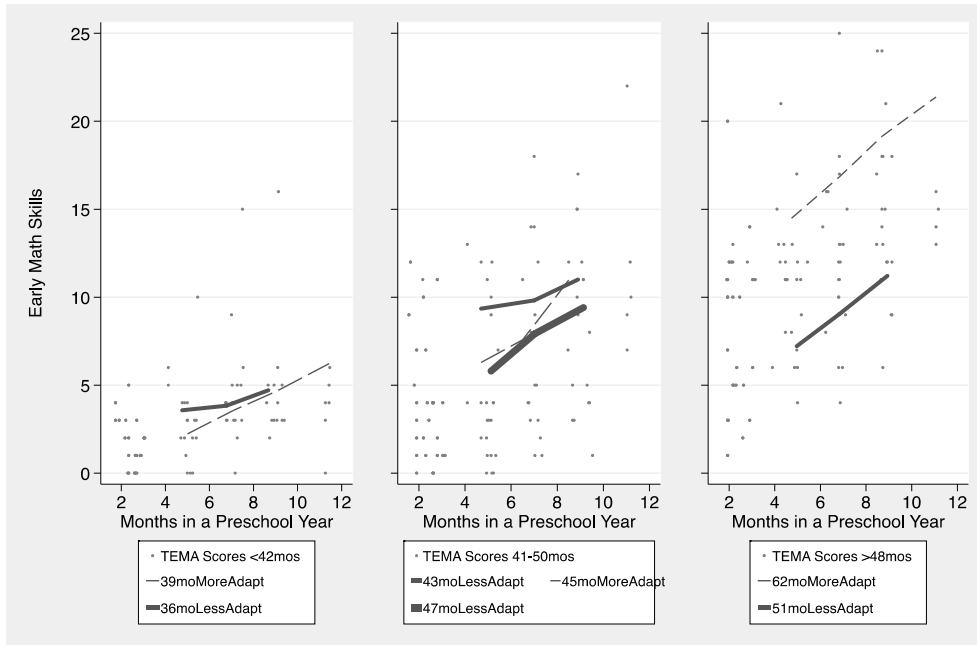 Early Math Skills
25
20
15
10
5
0
2 4 6 8 10 12
Months in a Preschool Year
2 4 6 8 10 12
Months in a Preschool Year
2 4 6 8 10 12
Months in a Preschool Year
TEMA Scores <42mos
39moMoreAdapt
36moLessAdapt
TEMA Scores 41-50mos
43moLessAdapt 45moMoreAdapt
47moLessAdapt
TEMA Scores >48mos
62moMoreAdapt
51moLessAdapt